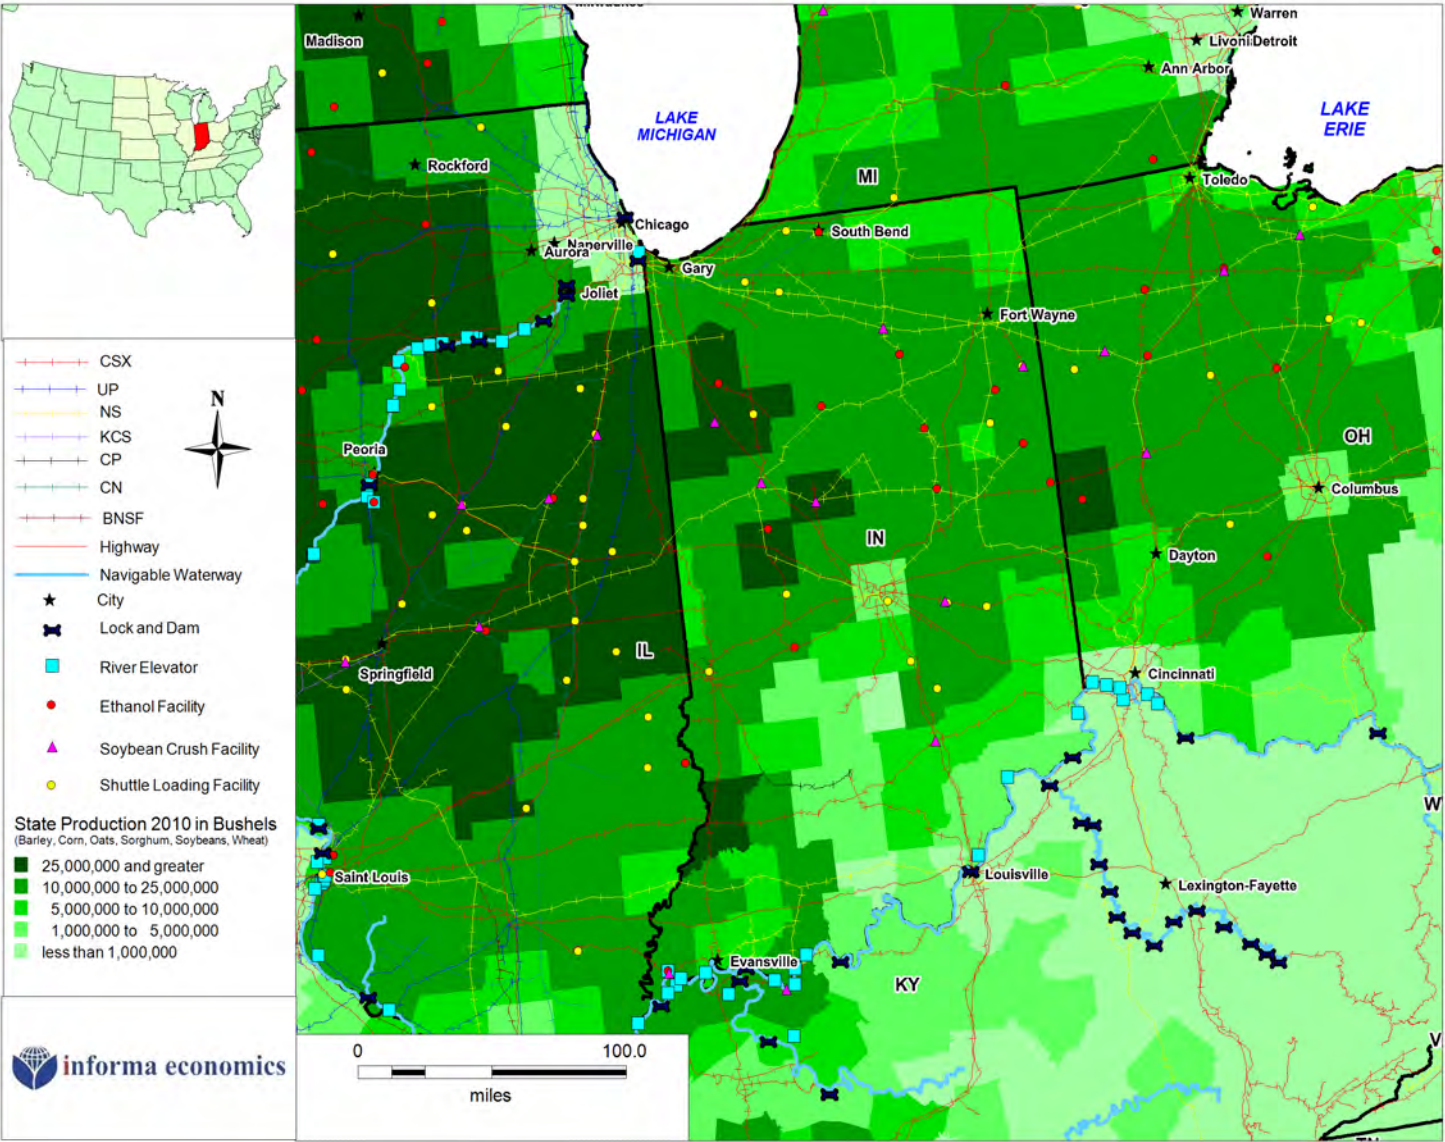 Madison
Warren
Livoni
Detroit
Ann Arbor
LAKE
MICHIGAN
LAKE
ERIE
Rockford
MI
Toledo
Chicago
South Bend
Naperville
Aurora
Gary
Joliet
Fort Wayne
CSX
UP
NS
KCS
CP
CN
BNSF
Highway
Navigable Waterway
City
Lock and Dam
River Elevator
Ethanol Facility
Soybean Crush Facility
Shuttle Loading Facility
N
Peoria
OH
Columbus
IN
Dayton
IL
Springfield
Cincinnati
State Production 2010 in Bushels
(Barley, Corn, Oats, Sorghum, Soybeans, Wheat)
25,000,000 and greater
10,000,000 to 25,000,000
5,000,000 to 10,000,000
1,000,000 to 5,000,000
less than 1,000,000
W
Saint Louis
Louisville
Lexington-Fayette
Evansville
KY
V
informa economics
0 100.0
miles